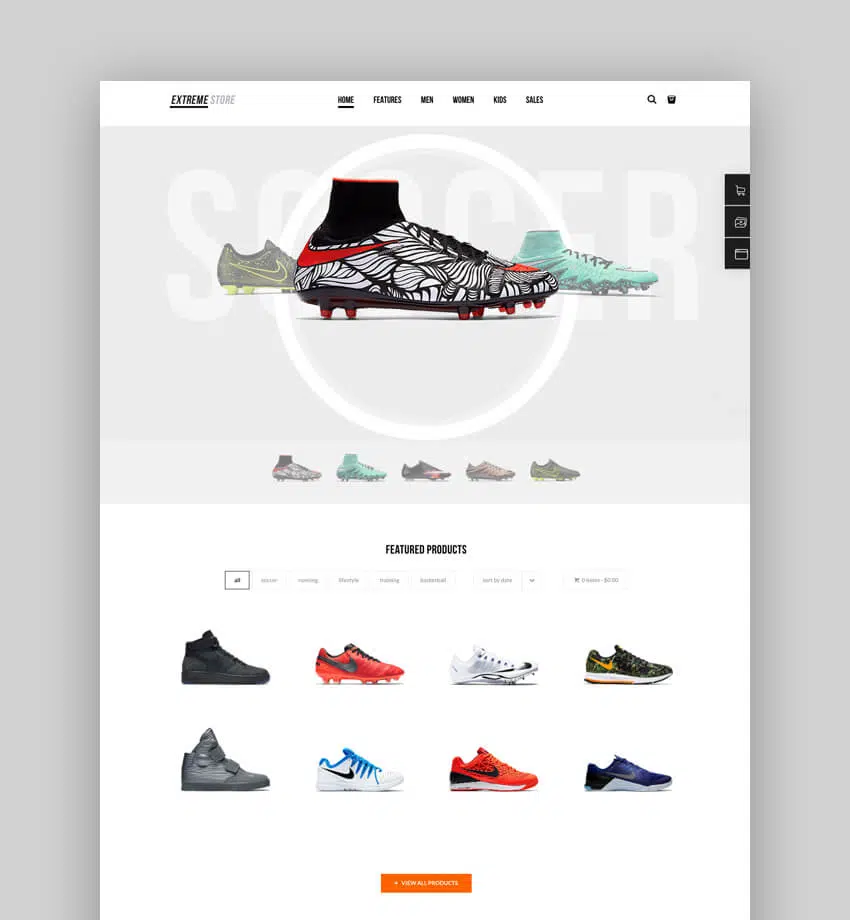 EXTREME STORE
HOME FEATURES MEN WOMEN KIDS SALES
SOCCER
FEATURED PRODUCTS
all soccer running lifestyle training basketball sort by date 0 items - $0.00
+ VIEW ALL PRODUCTS